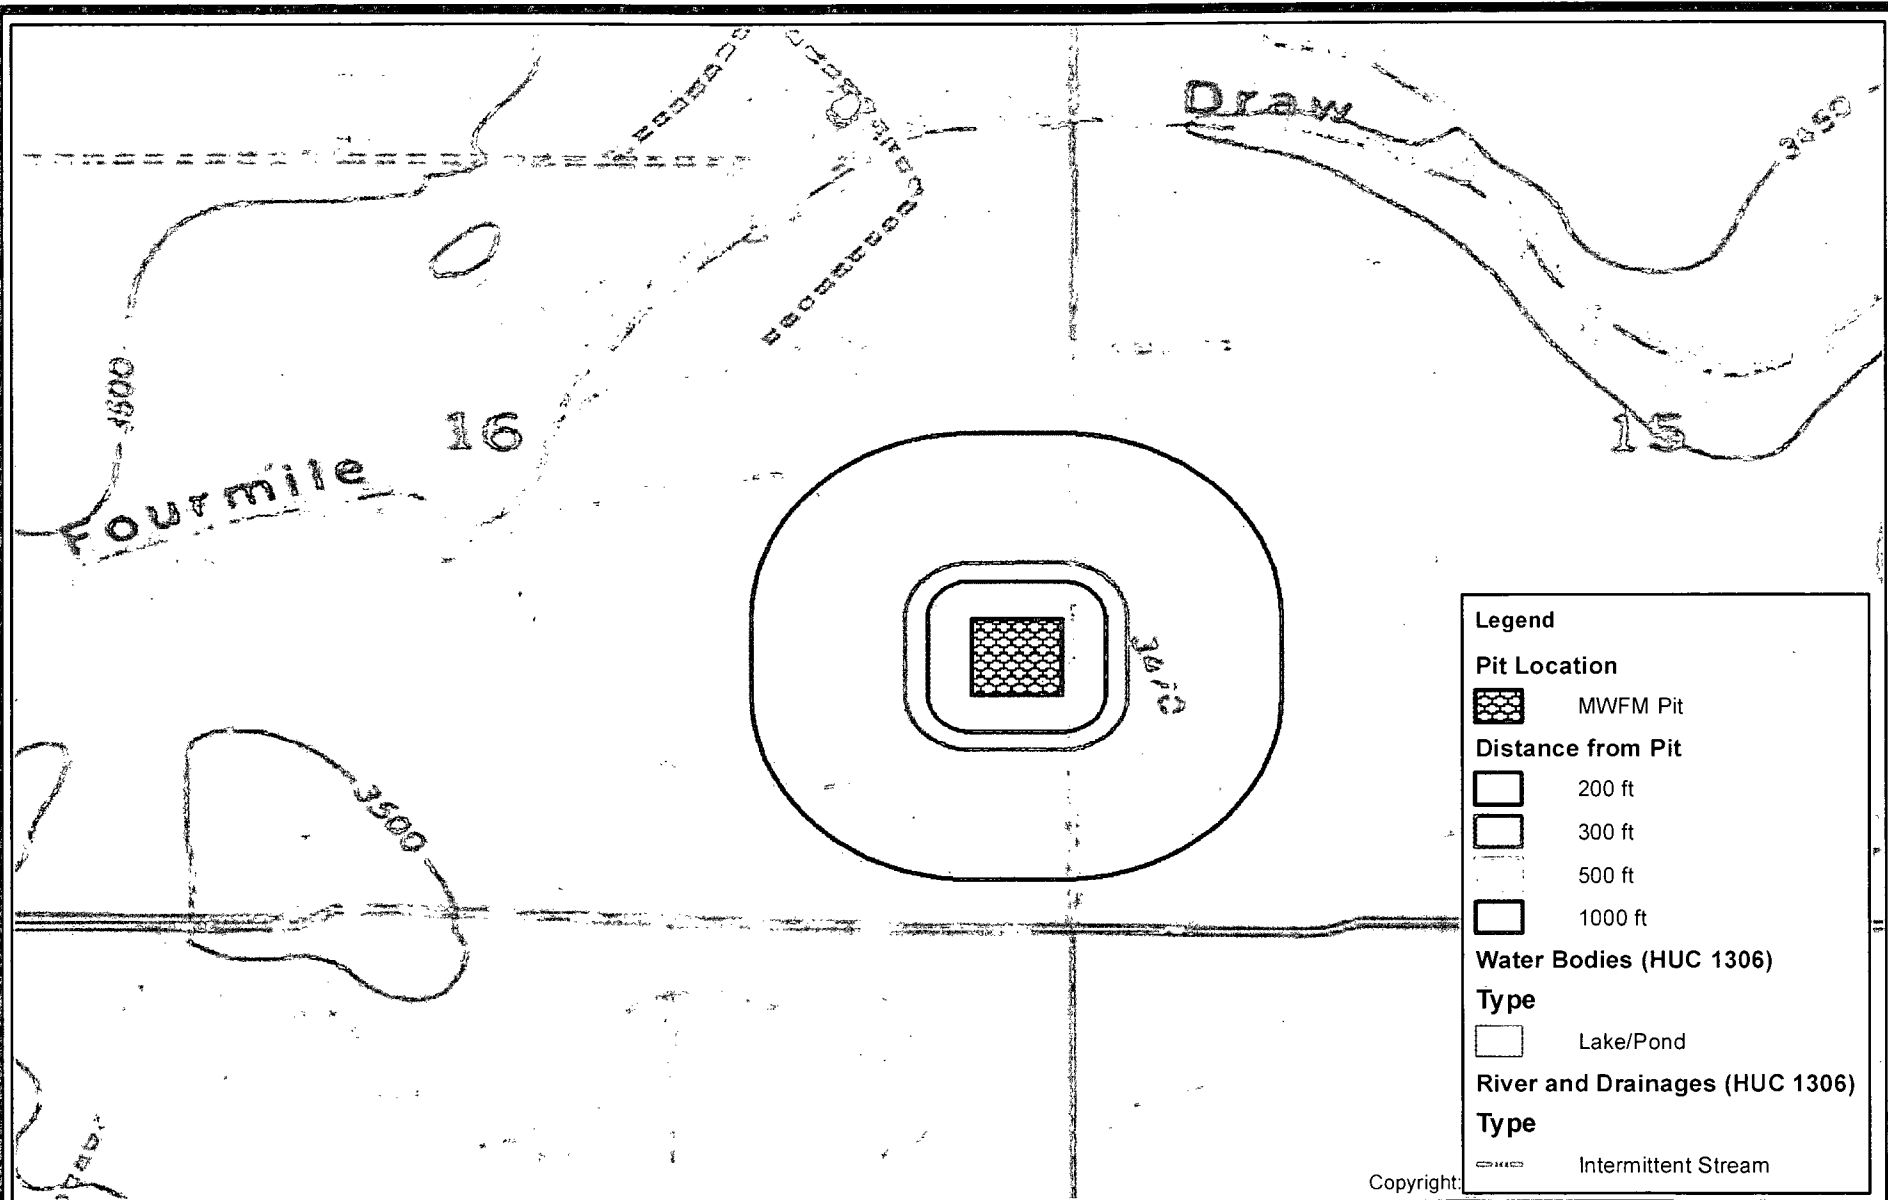 Draw
3450
16
15
Fourmile
3500
Legend
Pit Location
MWFM Pit
Distance from Pit
200 ft
300 ft
500 ft
1000 ft
Water Bodies (HUC 1306)
Type
Lake/Pond
River and Drainages (HUC 1306)
Type
Intermittent Stream
Copyright: